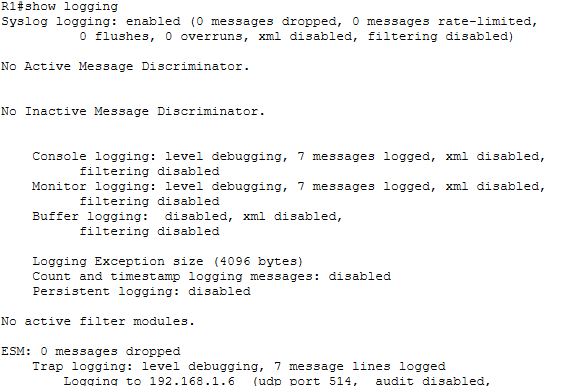 R1#show logging
Syslog logging: enabled (0 messages dropped, 0 messages rate-limited,
0 flushes, 0 overruns, xml disabled, filtering disabled)
No Active Message Discriminator.
No Inactive Message Discriminator.
Console logging: level debugging, 7 messages logged, xml disabled,
filtering disabled
Monitor logging: level debugging, 7 messages logged, xml disabled,
filtering disabled
Buffer logging:  disabled, xml disabled,
filtering disabled
Logging Exception size (4096 bytes)
Count and timestamp logging messages: disabled
Persistent logging: disabled
No active filter modules.
ESM: 0 messages dropped
Trap logging: level debugging, 7 message lines logged
Logging to 192.168.1.6  (udp port 514,  audit disabled,